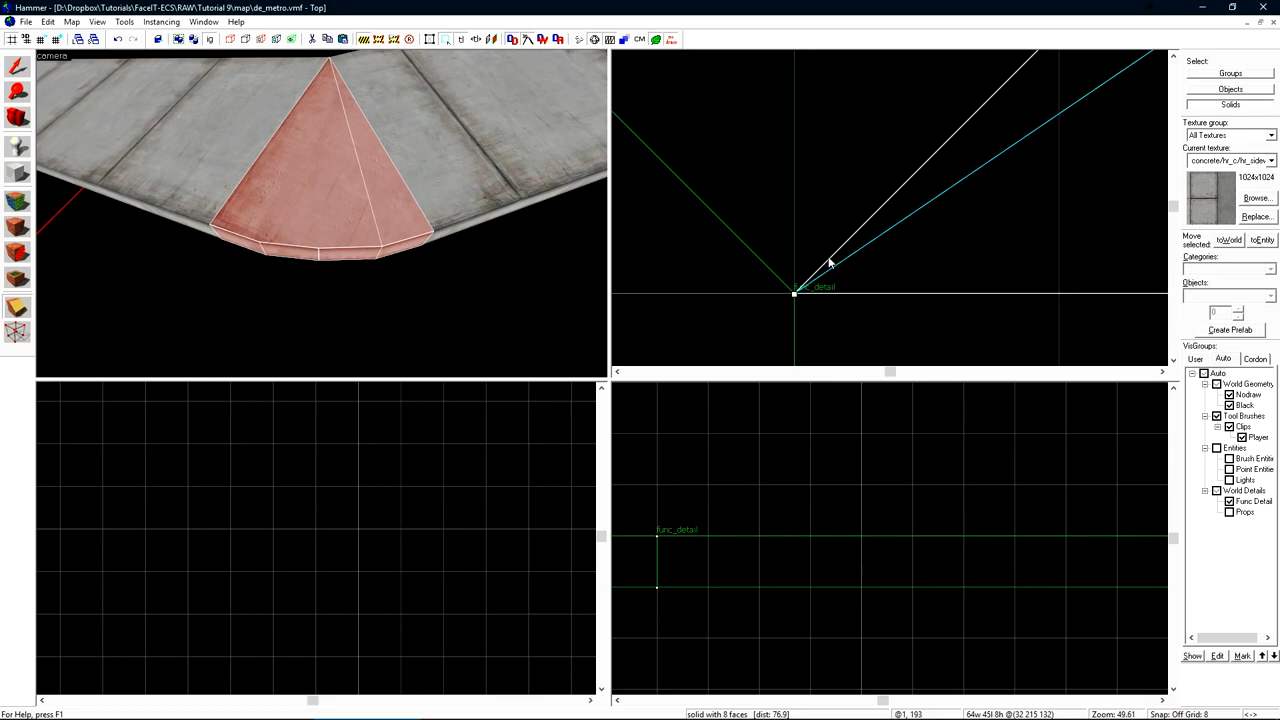 Hammer - [D:\Dropbox\Tutorials\FaceIT-ECS\RAW\Tutorial 9\map\de_metro.vmf - Top]
File Edit Map View Tools Instancing Window Help
camera
func_detail
Select:
Groups
Objects
Solids
Texture group:
All Textures
Current texture:
concrete/hr_c/hr_sidew
1024x1024
Browse...
Replace...
Move
selected:
toWorld
toEntity
Categories:
Objects:
0
Create Prefab
VisGroups:
User Auto Cordon
Auto
World Geometry
Nodraw
Black
Tool Brushes
Clips
Player
Entities
Brush Entitie
Point Entitie
Lights
World Details
Func Detail
Props
func_detail
Show Edit Mark
For Help, press F1
solid with 8 faces [dist: 76.9]
@1, 193
64w 45l 8h @(32 215 132)
Zoom: 49.61
Snap: Off Grid: 8
<->